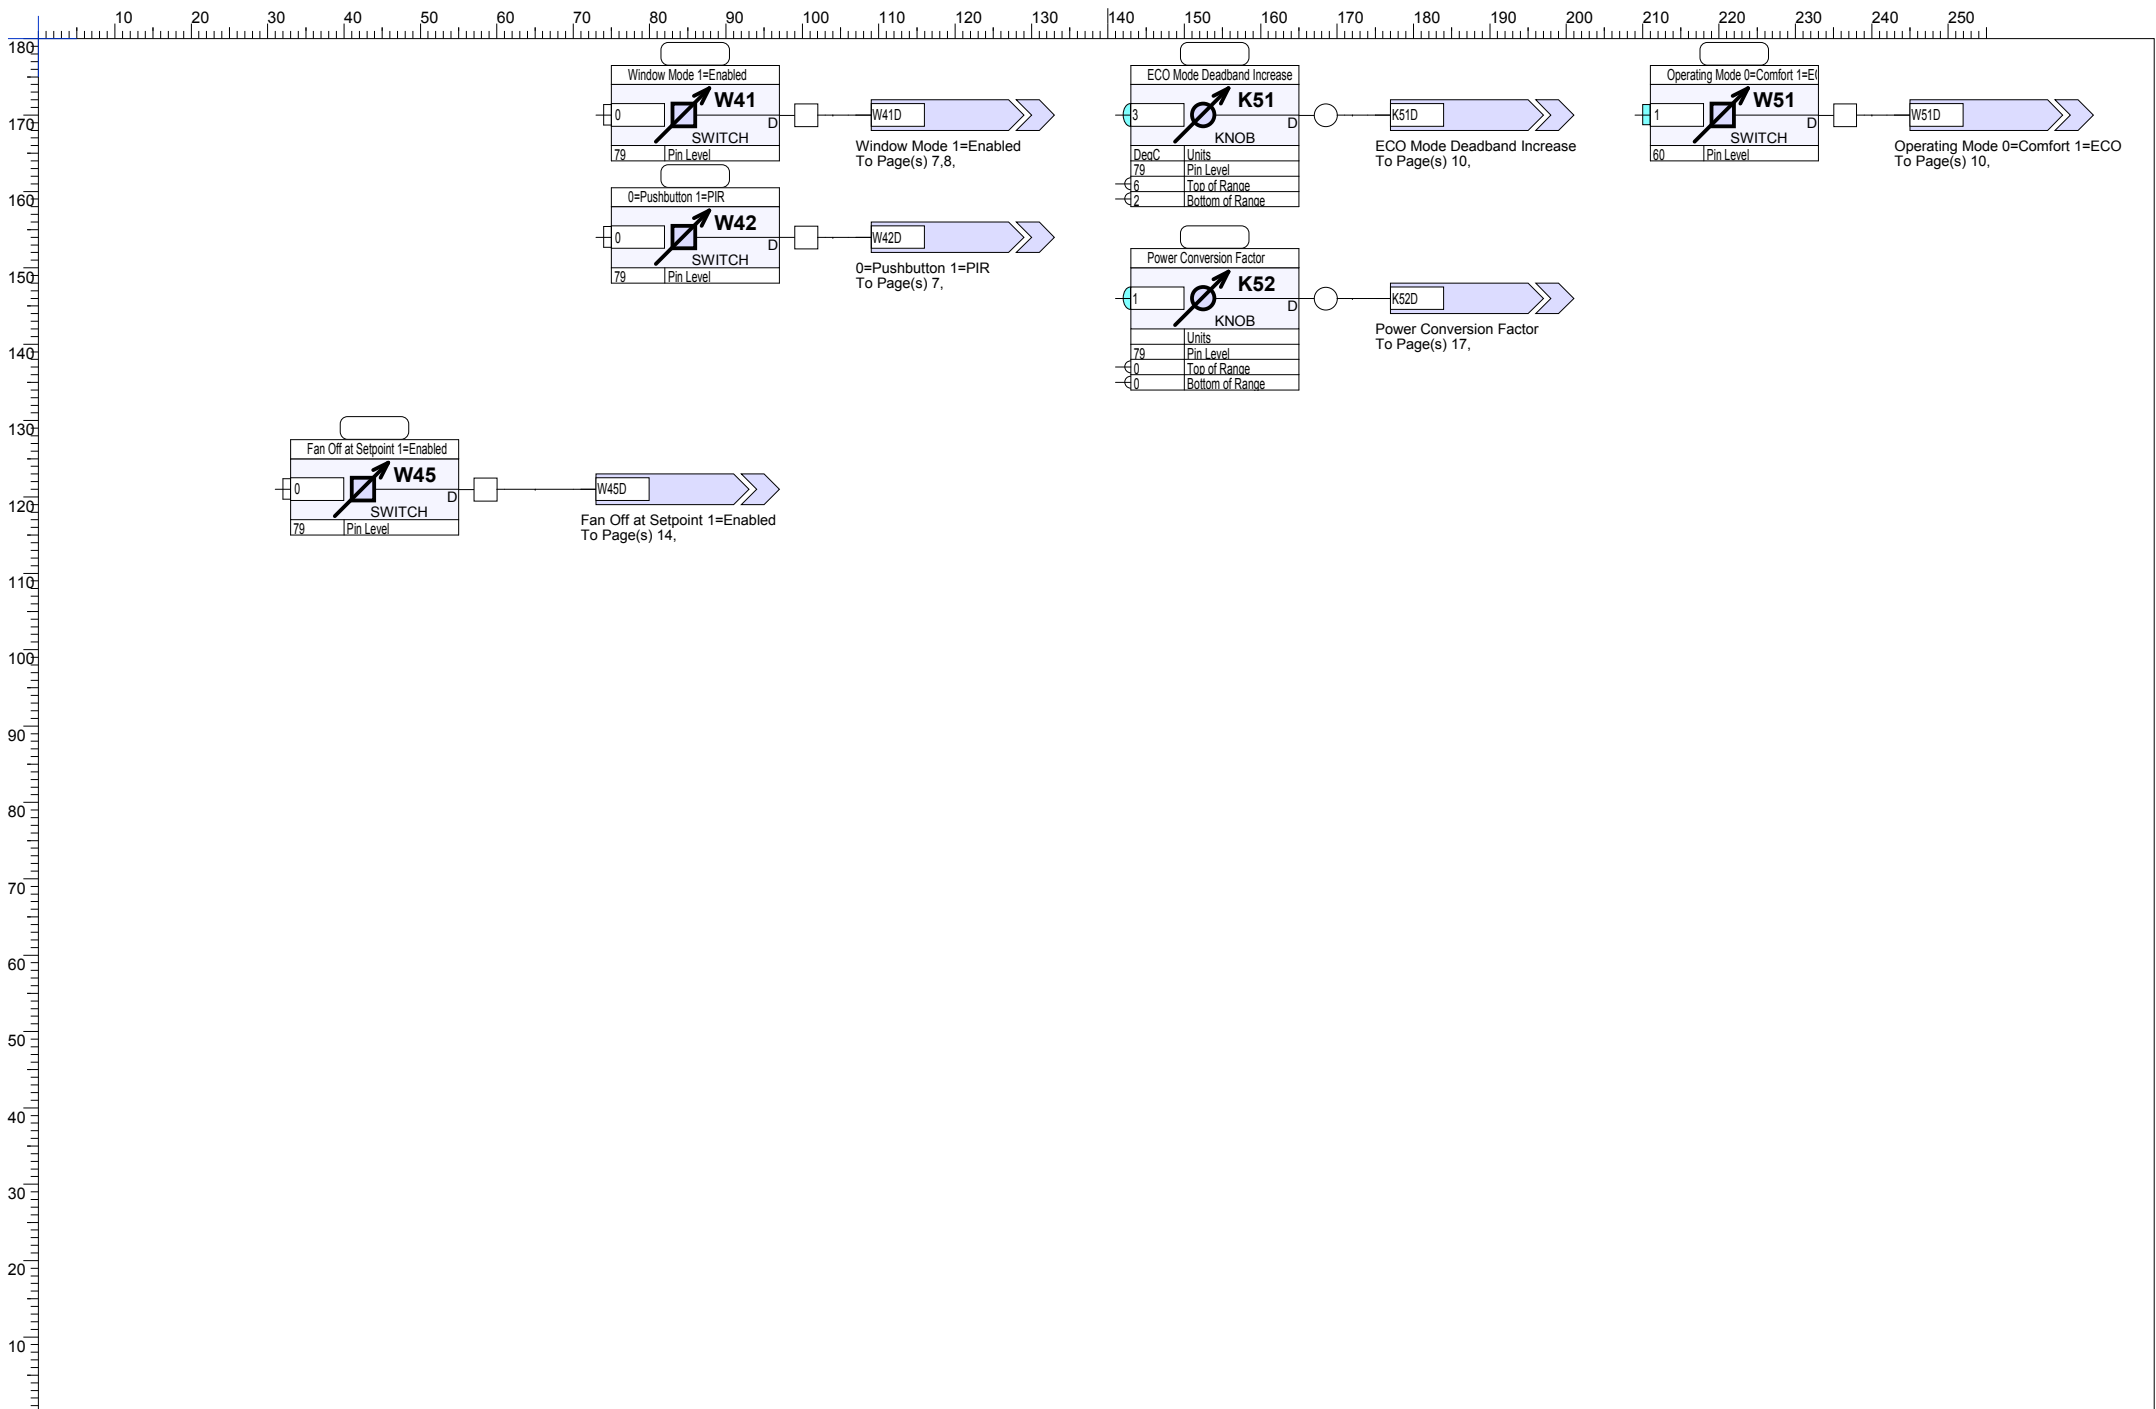 10 20 30 40 50 60 70 80 90 100 110 120 130 140 150 160 170 180 190 200 210 220 230 240 250
180
170
160
150
140
130
120
110
100
90
80
70
60
50
40
30
20
10
Window Mode 1=Enabled
0
W41
D
SWITCH
79 Pin Level
W41D
Window Mode 1=Enabled
To Page(s) 7,8,
0=Pushbutton 1=PIR
0
W42
D
SWITCH
79 Pin Level
W42D
0=Pushbutton 1=PIR
To Page(s) 7,
ECO Mode Deadband Increase
3
K51
D
KNOB
DegC Units
79 Pin Level
6 Top of Range
2 Bottom of Range
K51D
ECO Mode Deadband Increase
To Page(s) 10,
Power Conversion Factor
1
K52
D
KNOB
Units
79 Pin Level
0 Top of Range
0 Bottom of Range
K52D
Power Conversion Factor
To Page(s) 17,
Operating Mode 0=Comfort 1=E
1
W51
D
SWITCH
60 Pin Level
W51D
Operating Mode 0=Comfort 1=ECO
To Page(s) 10,
Fan Off at Setpoint 1=Enabled
0
W45
D
SWITCH
79 Pin Level
W45D
Fan Off at Setpoint 1=Enabled
To Page(s) 14,